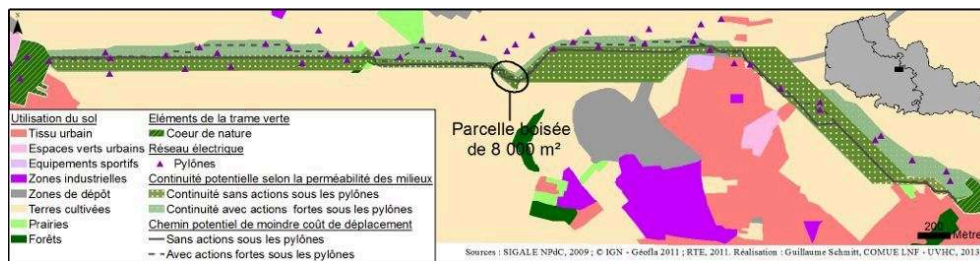 N
Parcelle boisée
de 8 000 m²
Utilisation du sol
Tissu urbain
Espaces verts urbains
Equipements sportifs
Zones industrielles
Zones de dépôt
Terres cultivées
Prairies
Forêts
Eléments de la trame verte
Coeur de nature
Réseau électrique
Pylônes
Continuité potentielle selon la perméabilité des milieux
Continuité sans actions sous les pylônes
Continuité avec actions fortes sous les pylônes
Chemin potentiel de moindre coût de déplacement
Sans actions sous les pylônes
Avec actions fortes sous les pylônes
200
Mètre
Sources : SIGALE NPdC, 2009 ; © IGN - Géofla 2011 ; RTE, 2011. Réalisation : Guillaume Schmitt, COMUE LNF - UVHC,